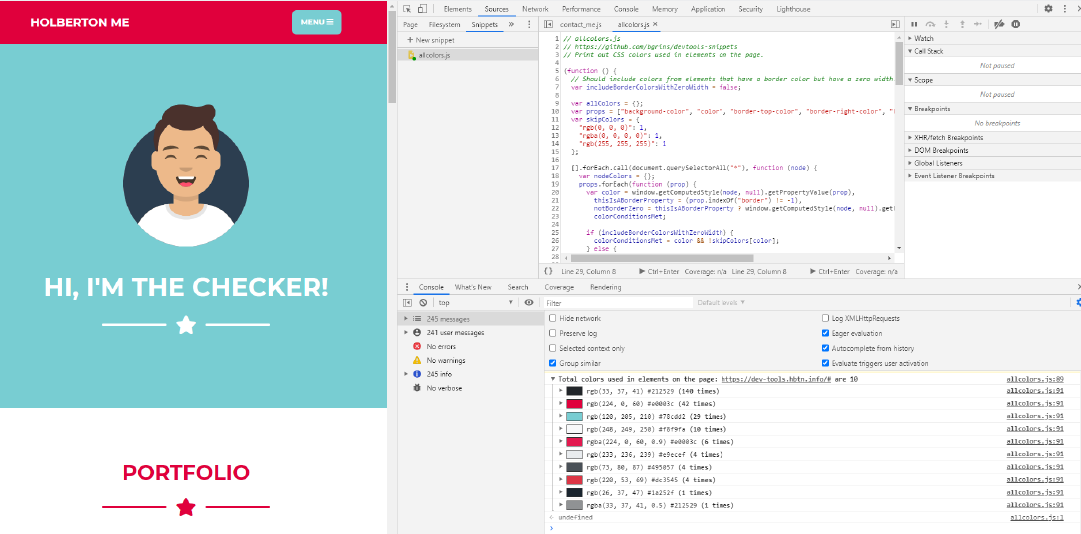 HOLBERTON ME
MENU
HI, I'M THE CHECKER!
PORTFOLIO
Elements Sources Network Performance Console Memory Application Security Lighthouse
Page Filesystem Snippets
+ New snippet
allcolors.js
contact_me.js allcolors.js
1 // allcolors.js
2 // https://github.com/bgrins/devtools-snippets
3 // Print out CSS colors used in elements on the page.
4
5 (function () {
6 // Should include colors from elements that have a border color but have a zero width
7 var includeBorderColorsWithZeroWidth = false;
8
9 var allColors = {};
10 var props = ["background-color", "color", "border-top-color", "border-right-color", "
11 var skipColors = {
12 "rgb(0, 0, 0)": 1,
13 "rgba(0, 0, 0, 0)": 1,
14 "rgb(255, 255, 255)": 1
15 };
16
17 [].forEach.call(document.querySelectorAll("*"), function (node) {
18 var nodeColors = {};
19 props.forEach(function (prop) {
20 var color = window.getComputedStyle(node, null).getPropertyValue(prop),
21 thisIsABorderProperty = (prop.indexOf("border") != -1),
22 notBorderZero = thisIsABorderProperty ? window.getComputedStyle(node, null).get
23 colorConditionsMet;
24
25 if (includeBorderColorsWithZeroWidth) {
26 colorConditionsMet = color && !skipColors[color];
27 } else {
28
{} Line 29, Column 8 Ctrl+Enter Coverage: n/a Line 29, Column 8 Ctrl+Enter Coverage: n/a
Watch
Call Stack
Not paused
Scope
Not paused
Breakpoints
No breakpoints
XHR/fetch Breakpoints
DOM Breakpoints
Global Listeners
Event Listener Breakpoints
Console What's New Search Coverage Rendering
top Filter Default levels
245 messages
241 user messages
No errors
No warnings
245 info
No verbose
Hide network Log XMLHttpRequests
Preserve log Eager evaluation
Selected context only Autocomplete from history
Group similar Evaluate triggers user activation
Total colors used in elements on the page: https://dev-tools.hbtn.info/# are 10 allcolors.js:89
rgb(33, 37, 41) #212529 (140 times) allcolors.js:91
rgb(224, 0, 60) #e0003c (42 times) allcolors.js:91
rgb(120, 205, 210) #78cdd2 (29 times) allcolors.js:91
rgb(248, 249, 250) #f8f9fa (10 times) allcolors.js:91
rgba(224, 0, 60, 0.9) #e0003c (6 times) allcolors.js:91
rgb(233, 236, 239) #e9ecef (4 times) allcolors.js:91
rgb(73, 80, 87) #495057 (4 times) allcolors.js:91
rgb(220, 53, 69) #dc3545 (4 times) allcolors.js:91
rgb(26, 37, 47) #1a252f (1 times) allcolors.js:91
rgba(33, 37, 41, 0.5) #212529 (1 times) allcolors.js:91
undefined allcolors.js:1